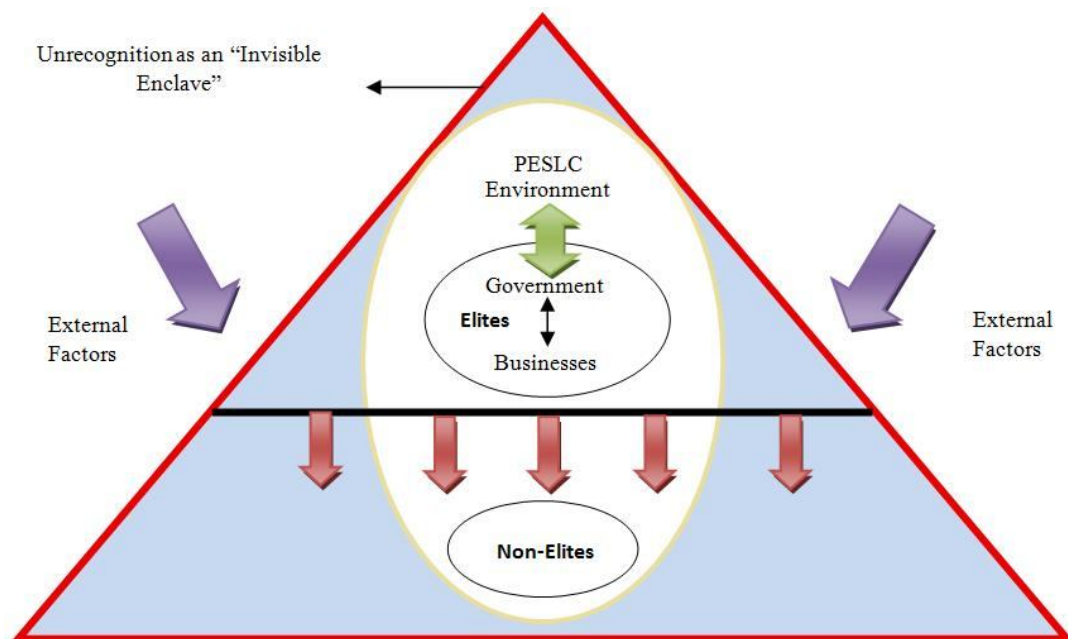 Unrecognition as an “Invisible
Enclave”
PESLC
Environment
Government
Elites
Businesses
External
Factors
External
Factors
Non-Elites